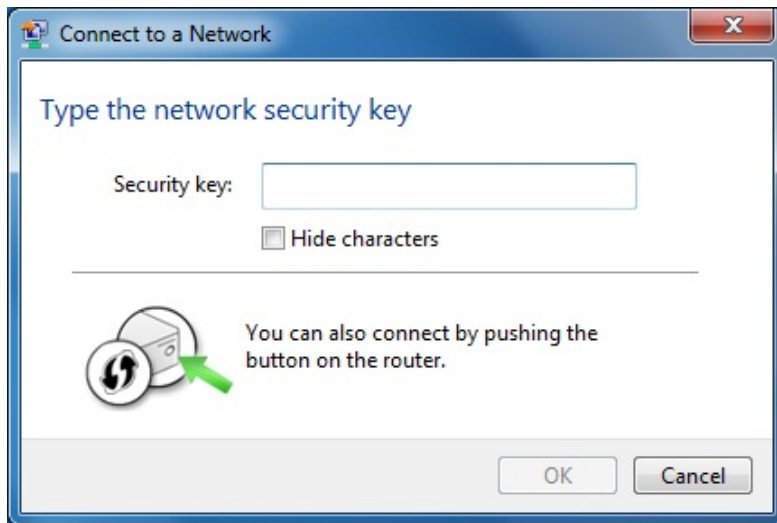 Connect to a Network
Type the network security key
Security key:
Hide characters
You can also connect by pushing the
button on the router.
OK Cancel